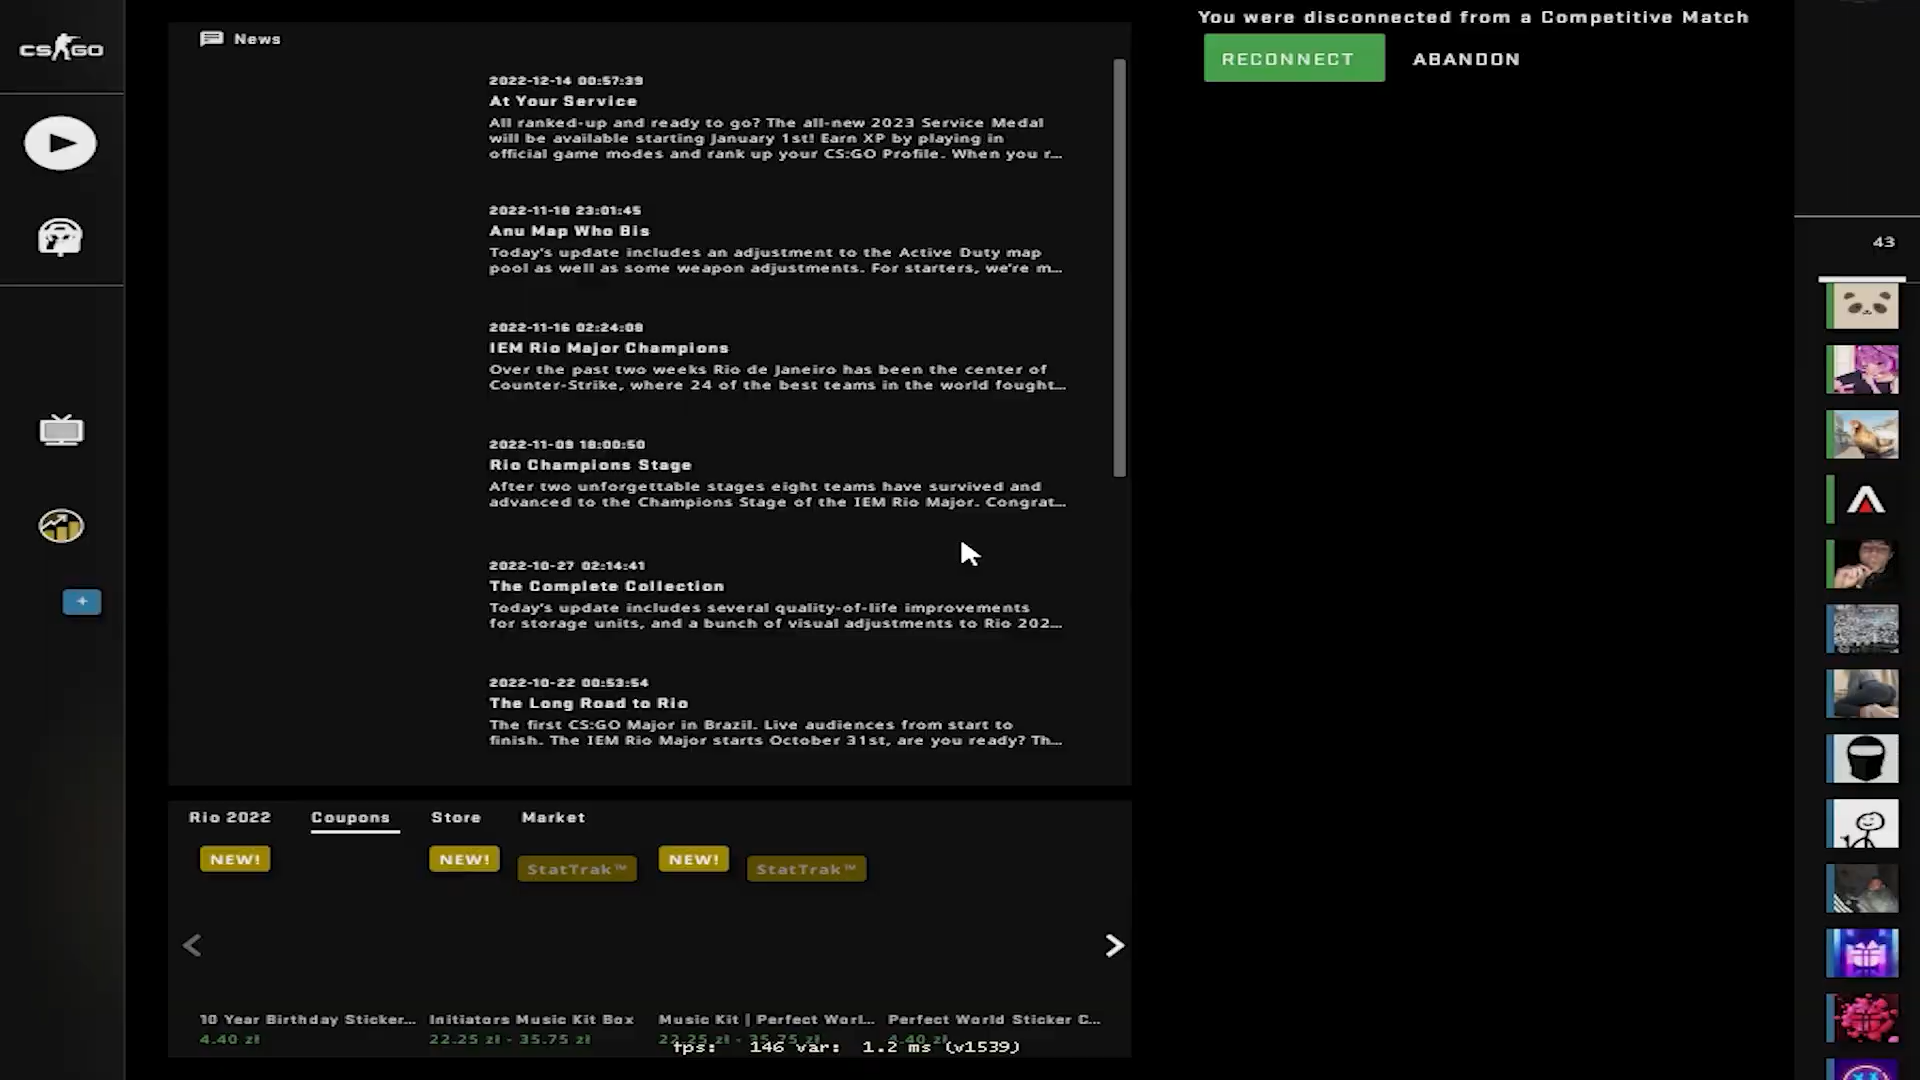 CS GO
News
2022-12-14 00:57:39
At Your Service
All ranked-up and ready to go? The all-new 2023 Service Medal
will be available starting January 1st! Earn XP by playing in
official game modes and rank up your CS:GO Profile. When you r...
2022-11-18 23:01:45
Anu Map Who Bis
Today's update includes an adjustment to the Active Duty map
pool as well as some weapon adjustments. For starters, we're m...
2022-11-16 02:24:08
IEM Rio Major Champions
Over the past two weeks Rio de Janeiro has been the center of
Counter-Strike, where 24 of the best teams in the world fought...
2022-11-09 18:00:50
Rio Champions Stage
After two unforgettable stages eight teams have survived and
advanced to the Champions Stage of the IEM Rio Major. Congrat...
2022-10-27 02:14:41
The Complete Collection
Today's update includes several quality-of-life improvements
for storage units, and a bunch of visual adjustments to Rio 202...
2022-10-22 00:53:54
The Long Road to Rio
The first CS:GO Major in Brazil. Live audiences from start to
finish. The IEM Rio Major starts October 31st, are you ready? Th...
Rio 2022 Coupons Store Market
NEW! NEW! StatTrak™ NEW! StatTrak™
10 Year Birthday Sticker... Initiators Music Kit Box Music Kit | Perfect Worl... Perfect World Sticker C...
4.40 zł 22.25 zł - 35.75 zł 22.25 zł - 35.75 zł 4.40 zł
fps: 146 var: 1.2 ms (v1539)
You were disconnected from a Competitive Match
RECONNECT ABANDON
43